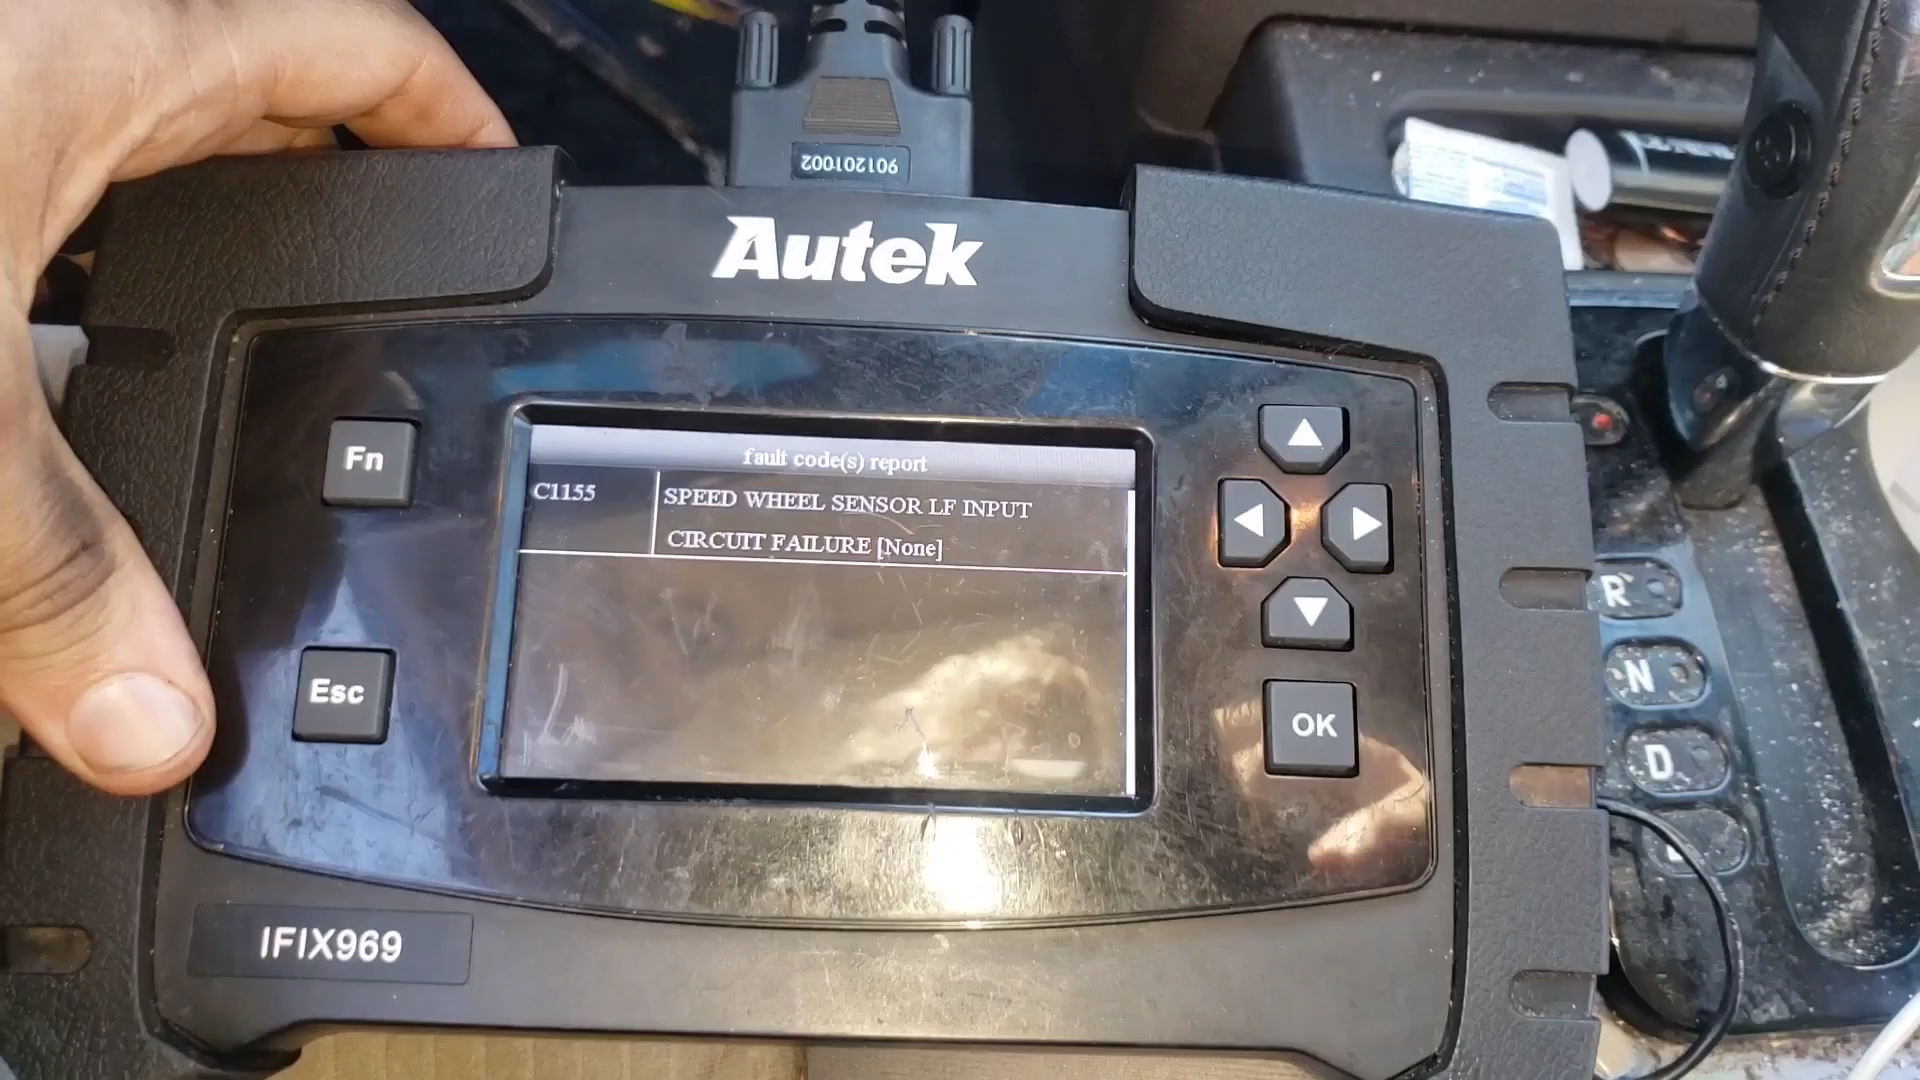 901201002
Autek
Fn
fault code(s) report
C1155
SPEED WHEEL SENSOR LF INPUT
CIRCUIT FAILURE [None]
Esc
OK
R
N
D
IFIX969